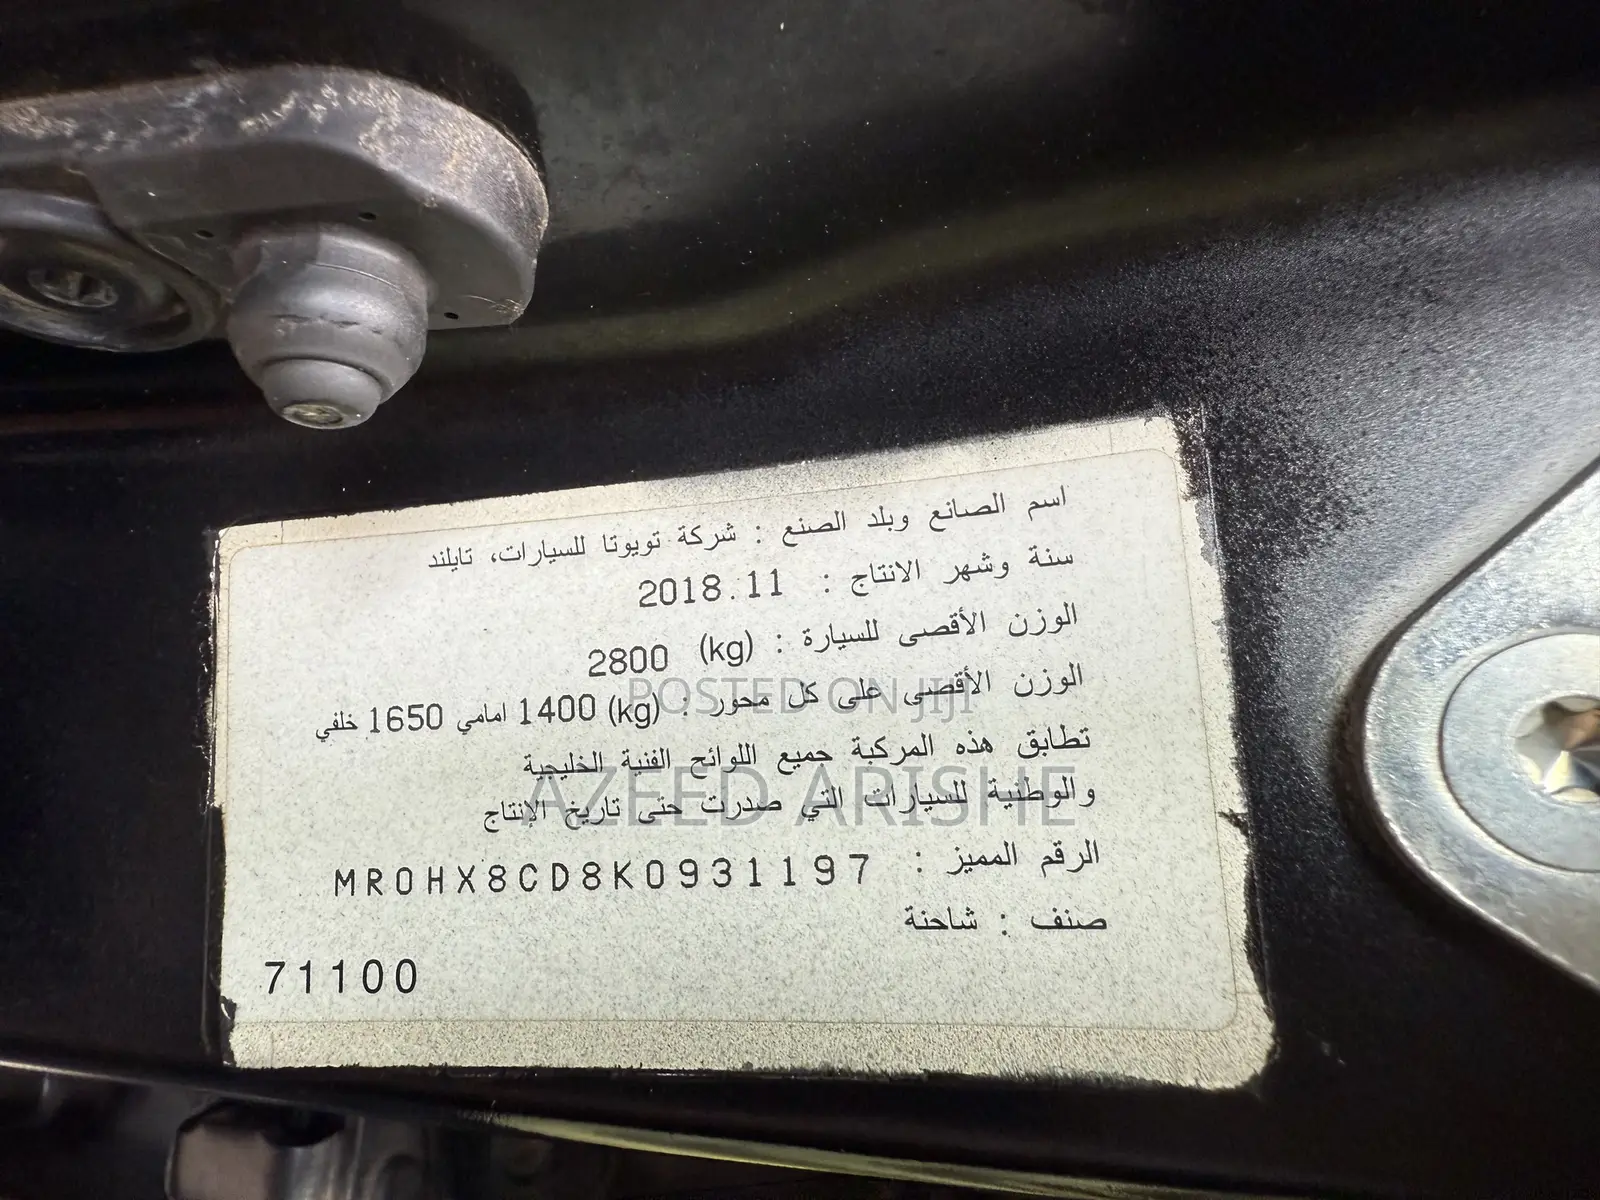 اسم الصانع وبلد الصنع : شركة تويوتا للسيارات، تايلند
سنة وشهر الانتاج : 2018.11
الوزن الأقصى للسيارة : (kg) 2800
الوزن الأقصى على كل محور : (kg) 1400 امامي 1650 خلفي
POSTED ON JIJI
تطابق هذه المركبة جميع اللوائح الفنية الخليجية
AZEED ARISHE
والوطنية للسيارات التي صدرت حتى تاريخ الإنتاج
الرقم المميز : MR0HX8CD8K0931197
صنف : شاحنة
71100